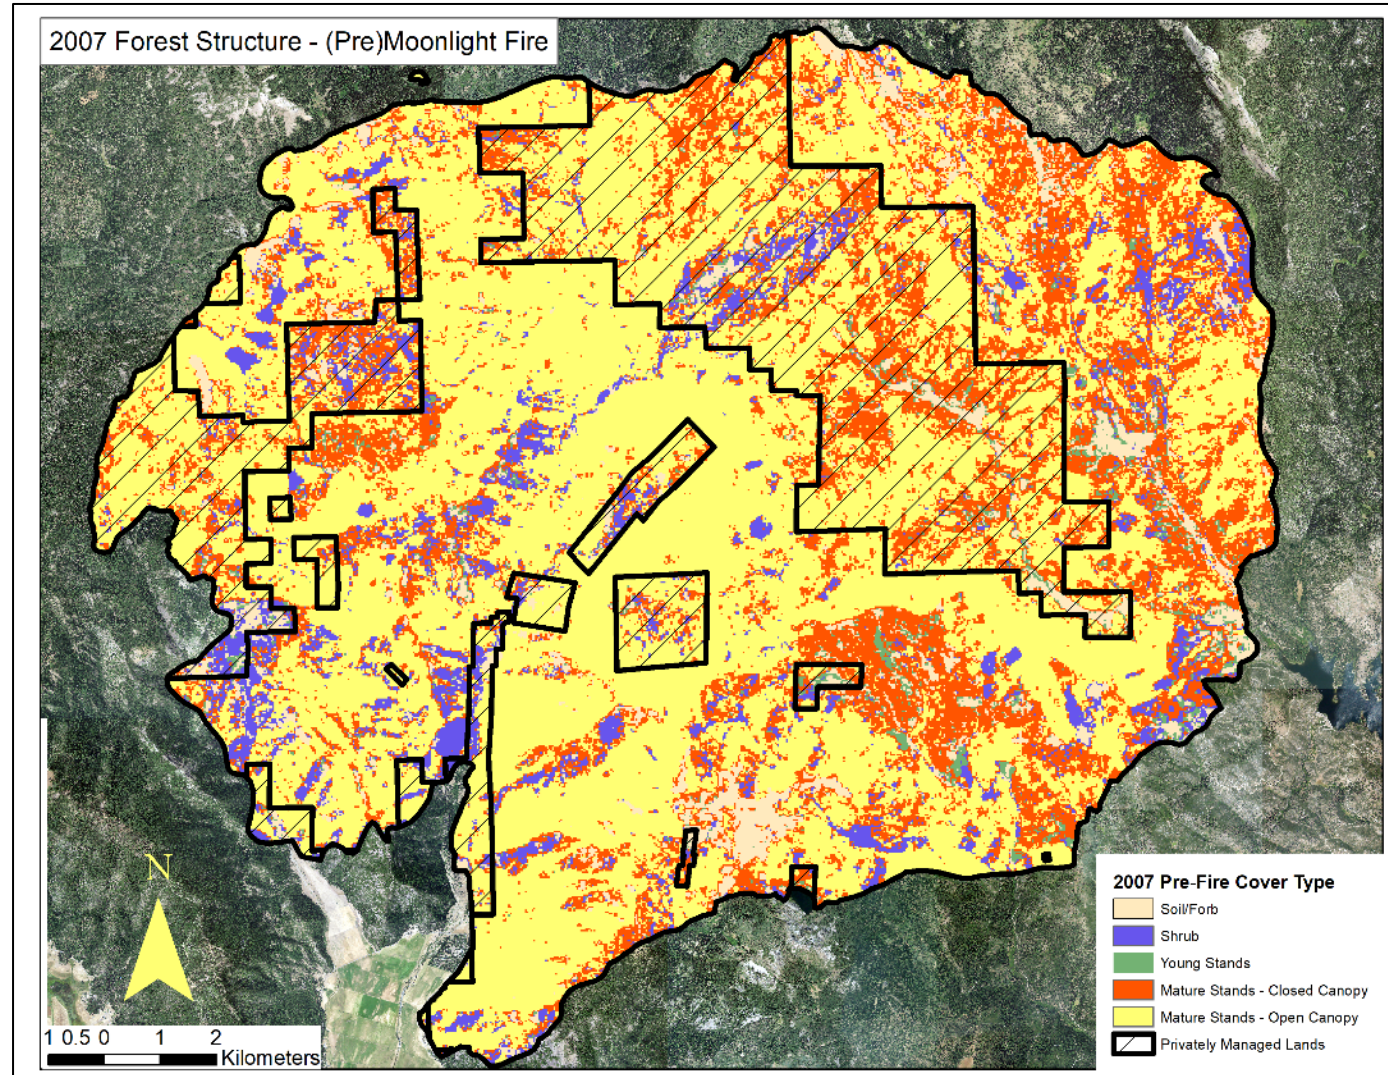 2007 Forest Structure - (Pre)Moonlight Fire
N
1 0.5 0 1 2
Kilometers
2007 Pre-Fire Cover Type
Soil/Forb
Shrub
Young Stands
Mature Stands - Closed Canopy
Mature Stands - Open Canopy
Privately Managed Lands